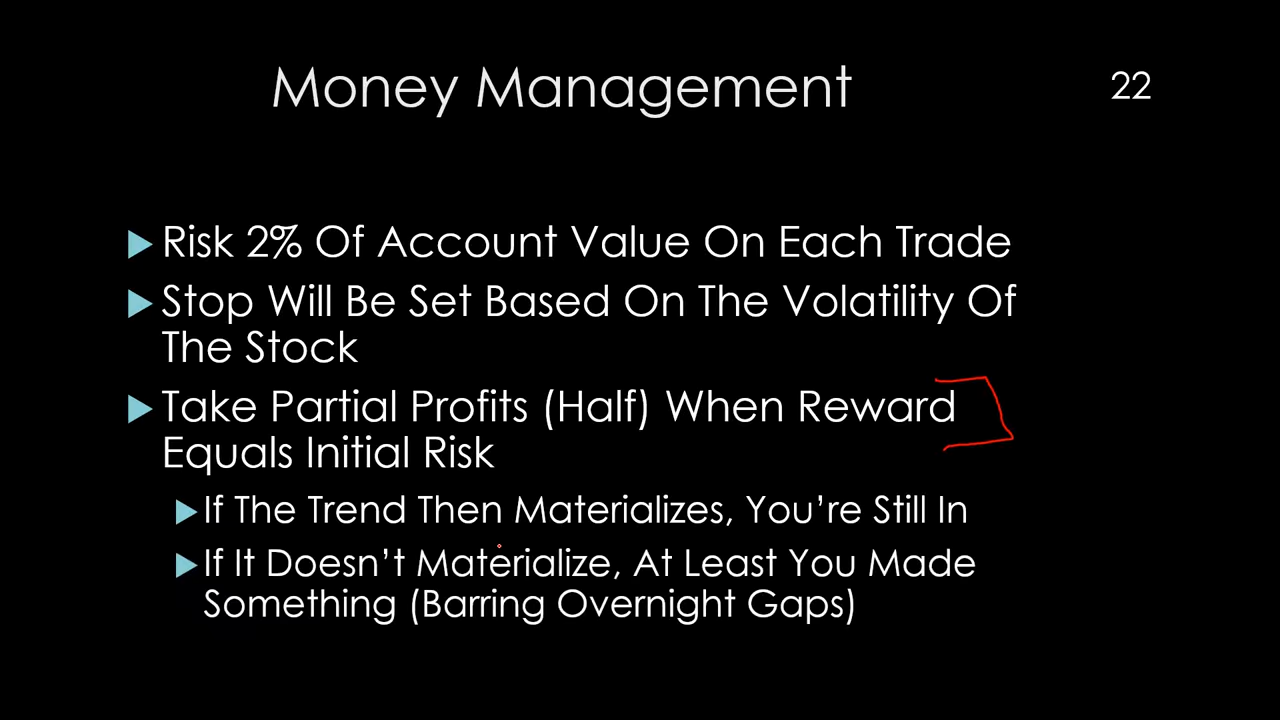 Money Management
22
Risk 2% Of Account Value On Each Trade
Stop Will Be Set Based On The Volatility Of
The Stock
Take Partial Profits (Half) When Reward
Equals Initial Risk
If The Trend Then Materializes, You’re Still In
If It Doesn’t Materialize, At Least You Made
Something (Barring Overnight Gaps)